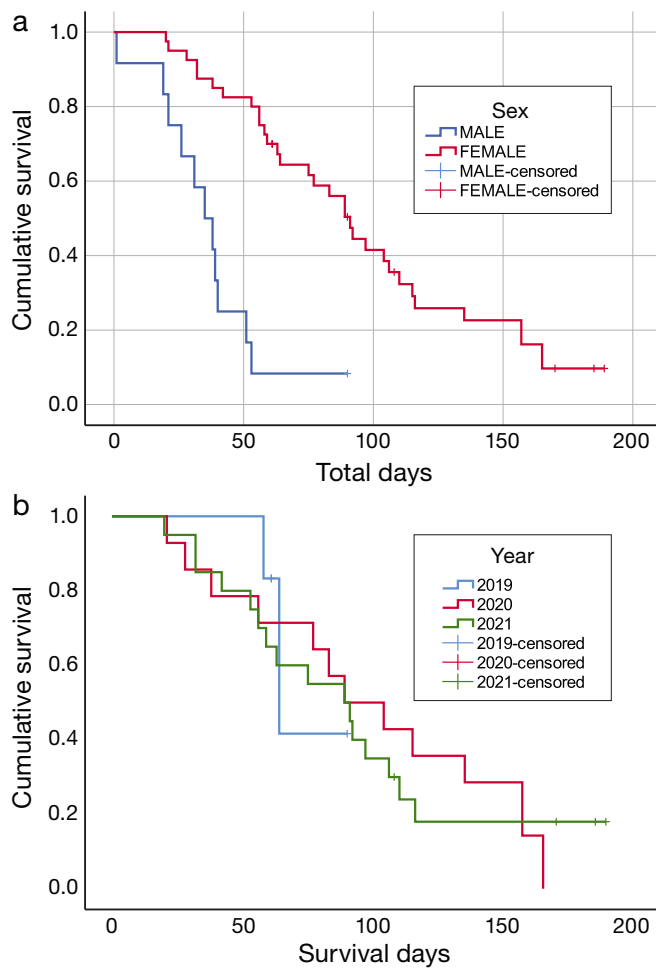 a
1.0
0.8
0.6
0.4
0.2
0.0
Cumulative survival
Sex
MALE
FEMALE
MALE-censored
FEMALE-censored
0 50 100 150 200
Total days
b
1.0
0.8
0.6
0.4
0.2
0.0
Cumulative survival
Year
2019
2020
2021
2019-censored
2020-censored
2021-censored
0 50 100 150 200
Survival days